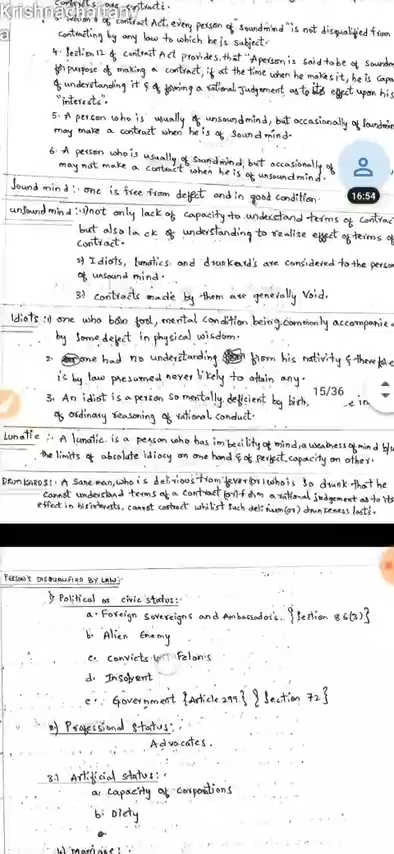 contracts are contracts.
Krishnachaitany
a
of contract Act, every person of "soundmind" is not disqualified from
contracting by any law to which he is subject.
4. Section 12 of contract Act provides, that "A person is said to be of sound
purpose of making a contract, if at the time when he makes it, he is capa
of understanding it & of forming a rational Judgement as to its effect upon his
"interests".
5. A person who is usually of unsound mind, but occasionally of soundmin
may make a contract when he is of sound mind.
6. A person who is usually of sound mind, but occasionally of
may not make a contract when he is of unsound mind.
16:54
Sound mind :- one is free from defect and in good condition.
unsound mind :- 1) not only lack of capacity to understand terms of contrac
but also lack of understanding to realise effect of terms of
contract.
2) Idiots, lunatics and drunkeard's are considered to the person
of unsound mind.
3) contracts made by them are generally Void.
Idiots :1) one who born fool, mental condition being commonly accompanie
by some defect in physical wisdom.
2. one had no understanding from his nativity & therefore
is by law presumed never likely to attain any.
15/36
3. An idiot is a person so mentally deficient by birth,
of ordinary reasoning of rational conduct.
Lunatic :- A lunatic is a person who has imbecility of mind, a weakness of mind b/w
the limits of absolute idiocy on one hand & of perfect capacity on other.
DRUNKARDS:- A sane man, who is delirious from fever (or) who is so drunk that he
cannot understand terms of a contract (or) form a rational judgement as to its
effect in his interests, cannot contract whilst such delirium (or) drunkeness lasts.
PERSON'S DISQUALIFIED BY LAW:-
1) Political or civic status:-
a. Foreign sovereigns and Ambassador's. {Section 86(3)}
b. Alien Enemy
c. convicts Felons
d. Insolvent
e. Government {Article 299} {Section 72}
2) Professional status:
Advocates.
3.) Artificial status:
a. capacity of corpostions
b. Diety
c.
4) Marriage :